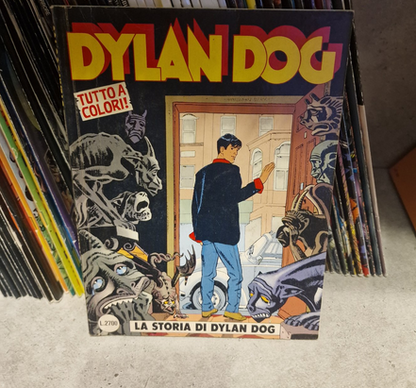 DYLAN DOG
TUTTO A
COLORI!
L.2700
LA STORIA DI DYLAN DOG